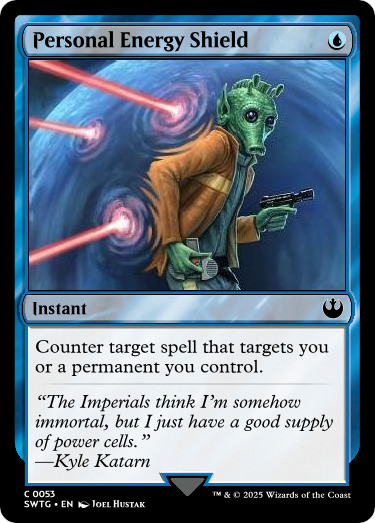 Personal Energy Shield
Instant
Counter target spell that targets you
or a permanent you control.
“The Imperials think I’m somehow
immortal, but I just have a good supply
of power cells.”
—Kyle Katarn
C 0053
SWTG • EN Joel Hustak
™ & © 2025 Wizards of the Coast